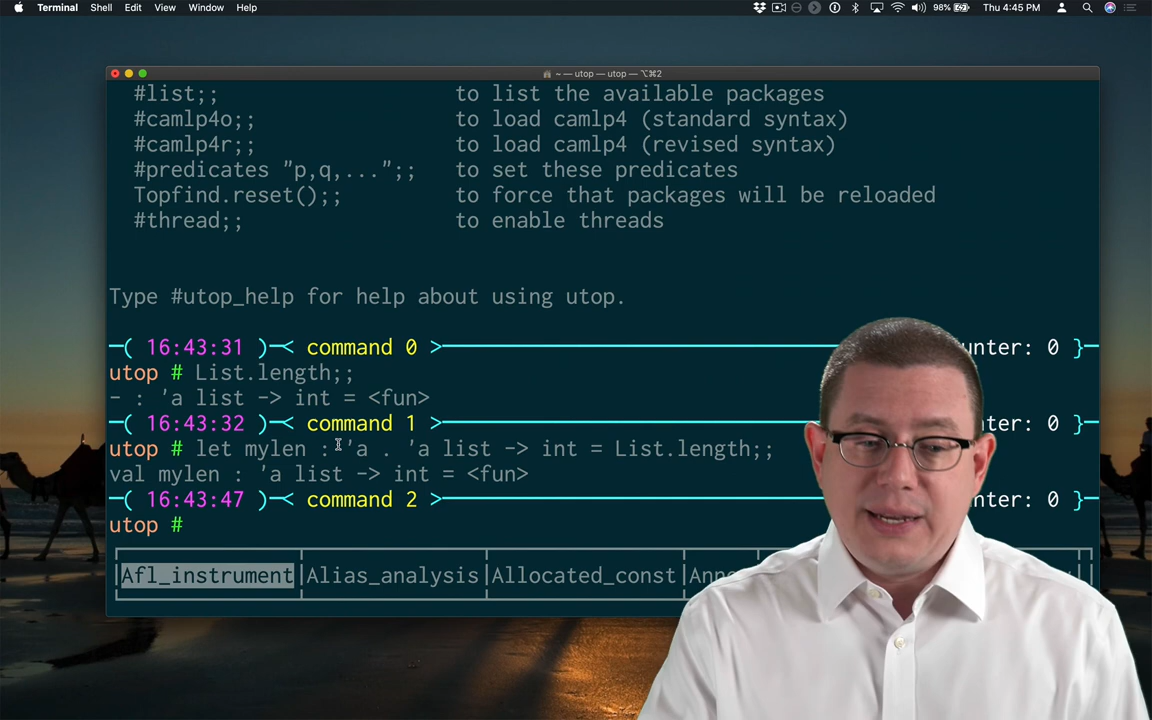 Terminal Shell Edit View Window Help 98% Thu 4:45 PM
~ — utop — utop — ⌥⌘2
#list;; to list the available packages
#camlp4o;; to load camlp4 (standard syntax)
#camlp4r;; to load camlp4 (revised syntax)
#predicates "p,q,...";; to set these predicates
Topfind.reset();; to force that packages will be reloaded
#thread;; to enable threads
Type #utop_help for help about using utop.
─( 16:43:31 )─< command 0 >─ unter: 0 }─
utop # List.length;;
- : 'a list -> int = <fun>
─( 16:43:32 )─< command 1 >─
utop # let mylen : 'a . 'a list -> int = List.length;;
val mylen : 'a list -> int = <fun>
─( 16:43:47 )─< command 2 >─ nter: 0 }─
utop #
Afl_instrument|Alias_analysis|Allocated_const|